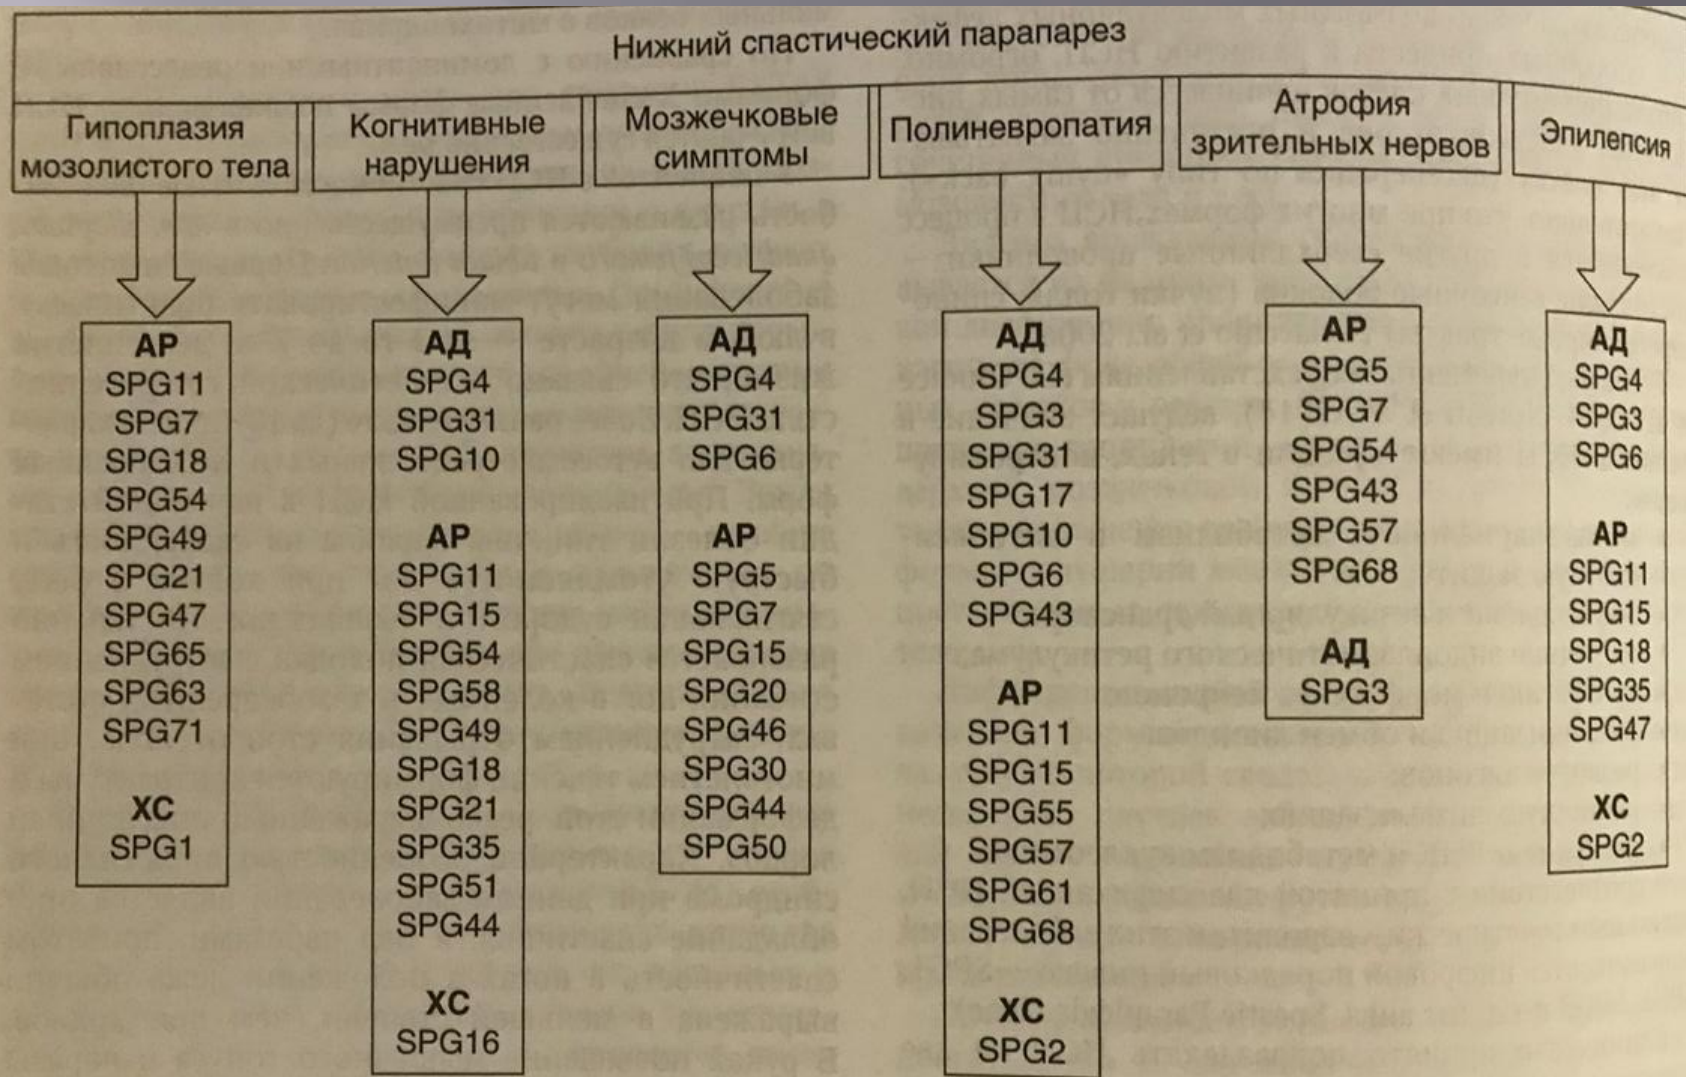 Нижний спастический парапарез
Гипоплазия
мозолистого тела
АР
SPG11
SPG7
SPG18
SPG54
SPG49
SPG21
SPG47
SPG65
SPG63
SPG71
ХС
SPG1
Когнитивные
нарушения
АД
SPG4
SPG31
SPG10
АР
SPG11
SPG15
SPG54
SPG58
SPG49
SPG18
SPG21
SPG35
SPG51
SPG44
ХС
SPG16
Мозжечковые
симптомы
АД
SPG4
SPG31
SPG6
АР
SPG5
SPG7
SPG15
SPG20
SPG46
SPG30
SPG44
SPG50
Полиневропатия
АД
SPG4
SPG3
SPG31
SPG17
SPG10
SPG6
SPG43
АР
SPG11
SPG15
SPG55
SPG57
SPG61
SPG68
ХС
SPG2
Атрофия
зрительных нервов
АР
SPG5
SPG7
SPG54
SPG43
SPG57
SPG68
АД
SPG3
Эпилепсия
АД
SPG4
SPG3
SPG6
АР
SPG11
SPG15
SPG18
SPG35
SPG47
ХС
SPG2